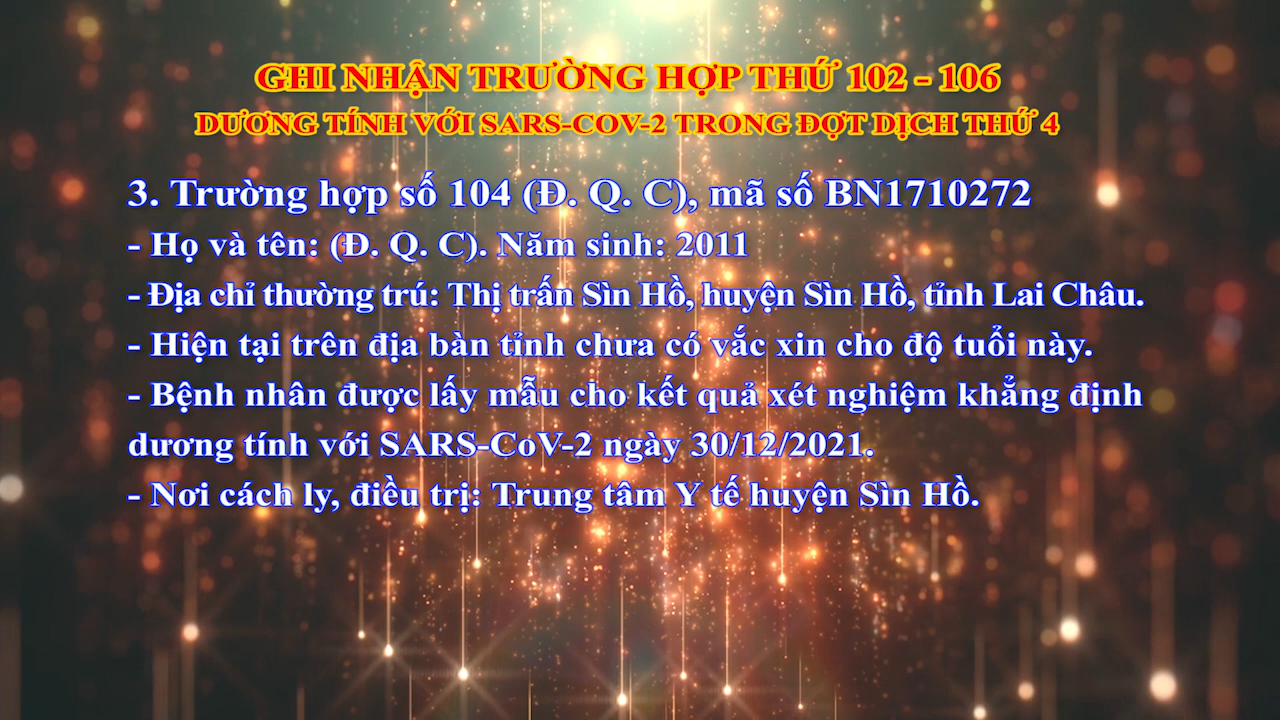 GHI NHẬN TRƯỜNG HỢP THỨ 102 - 106
DƯƠNG TÍNH VỚI SARS-COV-2 TRONG ĐỢT DỊCH THỨ 4
3. Trường hợp số 104 (Đ. Q. C), mã số BN1710272
- Họ và tên: (Đ. Q. C). Năm sinh: 2011
- Địa chỉ thường trú: Thị trấn Sìn Hồ, huyện Sìn Hồ, tỉnh Lai Châu.
- Hiện tại trên địa bàn tỉnh chưa có vắc xin cho độ tuổi này.
- Bệnh nhân được lấy mẫu cho kết quả xét nghiệm khẳng định
dương tính với SARS-CoV-2 ngày 30/12/2021.
- Nơi cách ly, điều trị: Trung tâm Y tế huyện Sìn Hồ.